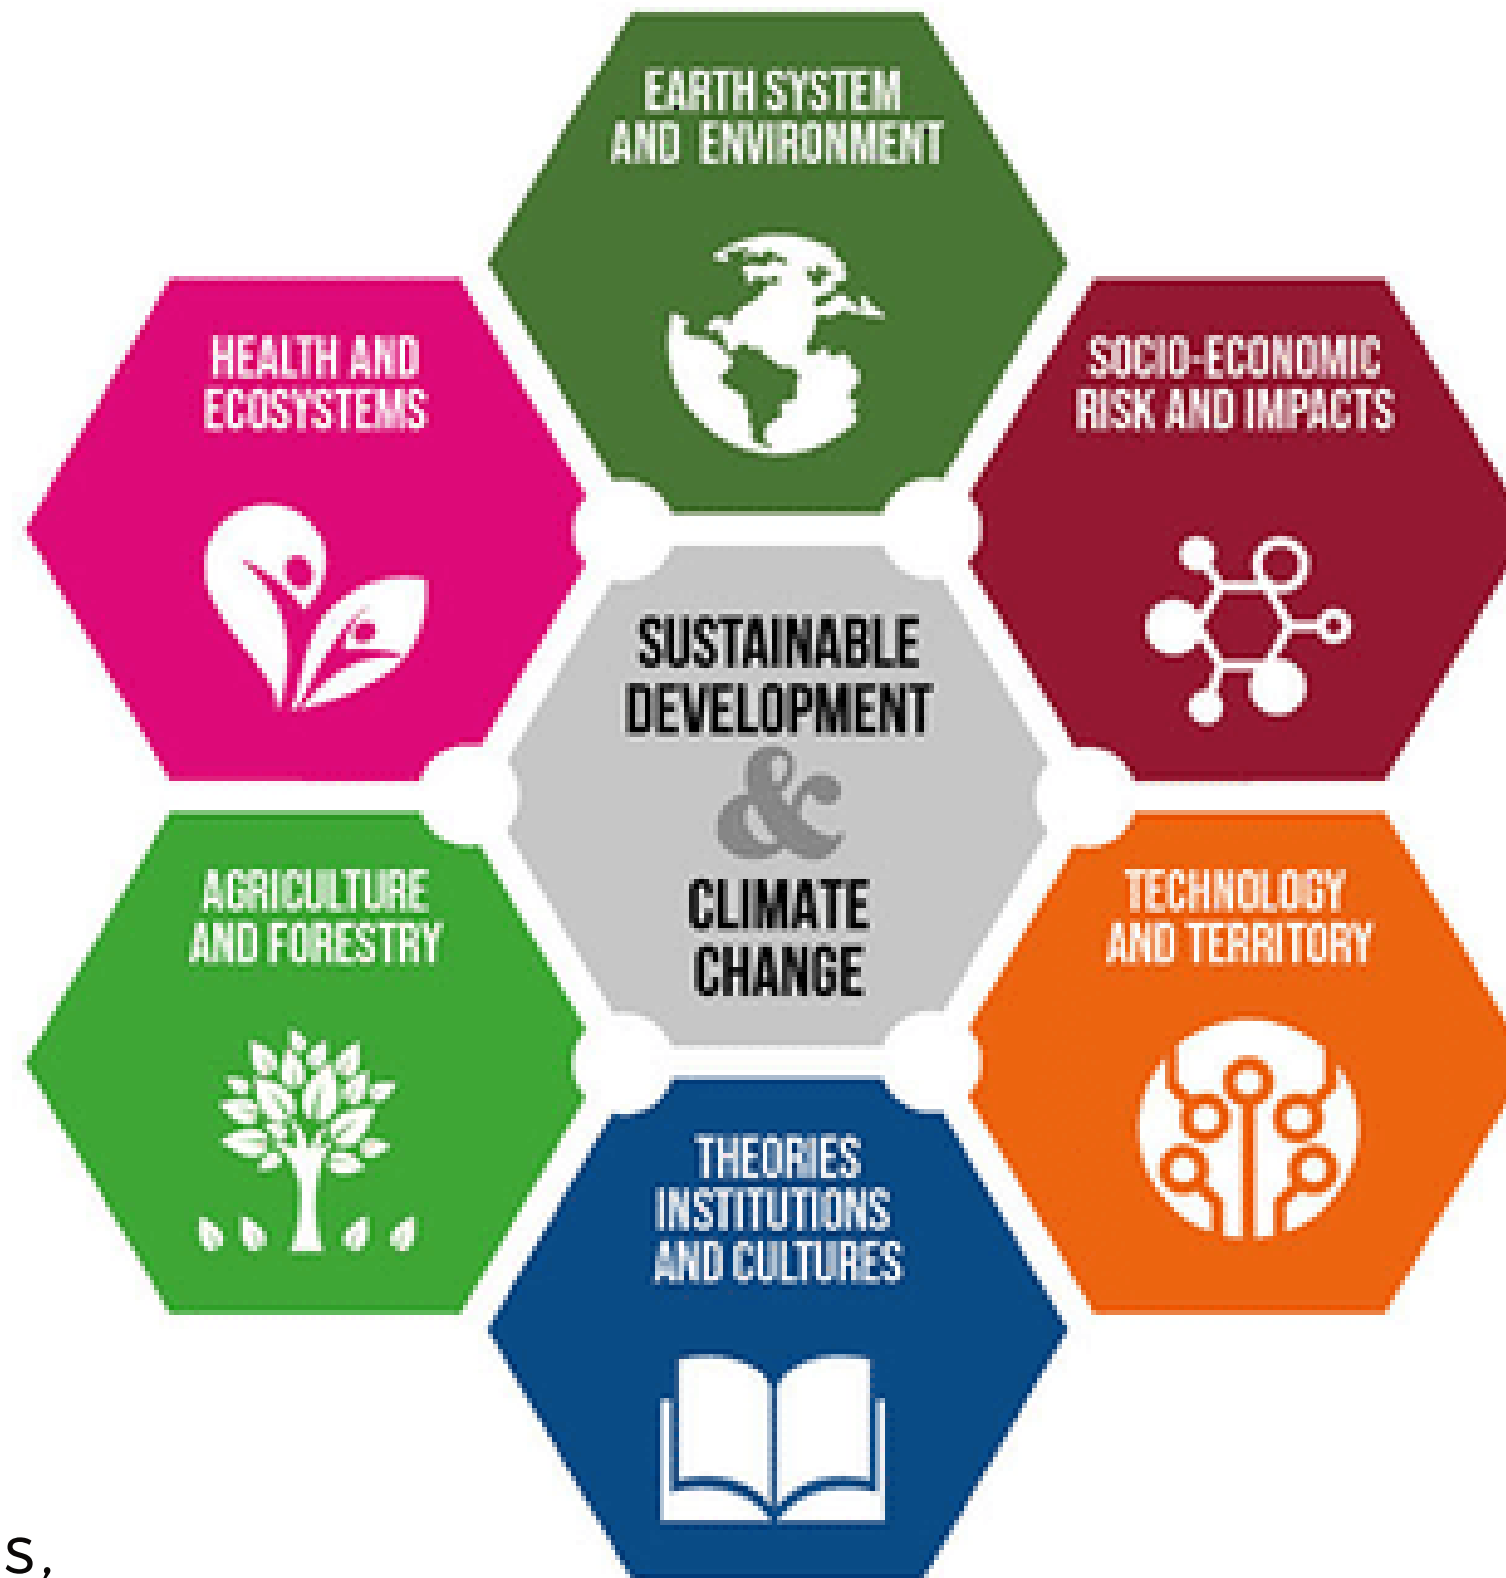 EARTH SYSTEM
AND ENVIRONMENT
HEALTH AND
ECOSYSTEMS
SOCIO-ECONOMIC
RISK AND IMPACTS
SUSTAINABLE
DEVELOPMENT
&
CLIMATE
CHANGE
AGRICULTURE
AND FORESTRY
TECHNOLOGY
AND TERRITORY
THEORIES
INSTITUTIONS
AND CULTURES
s,